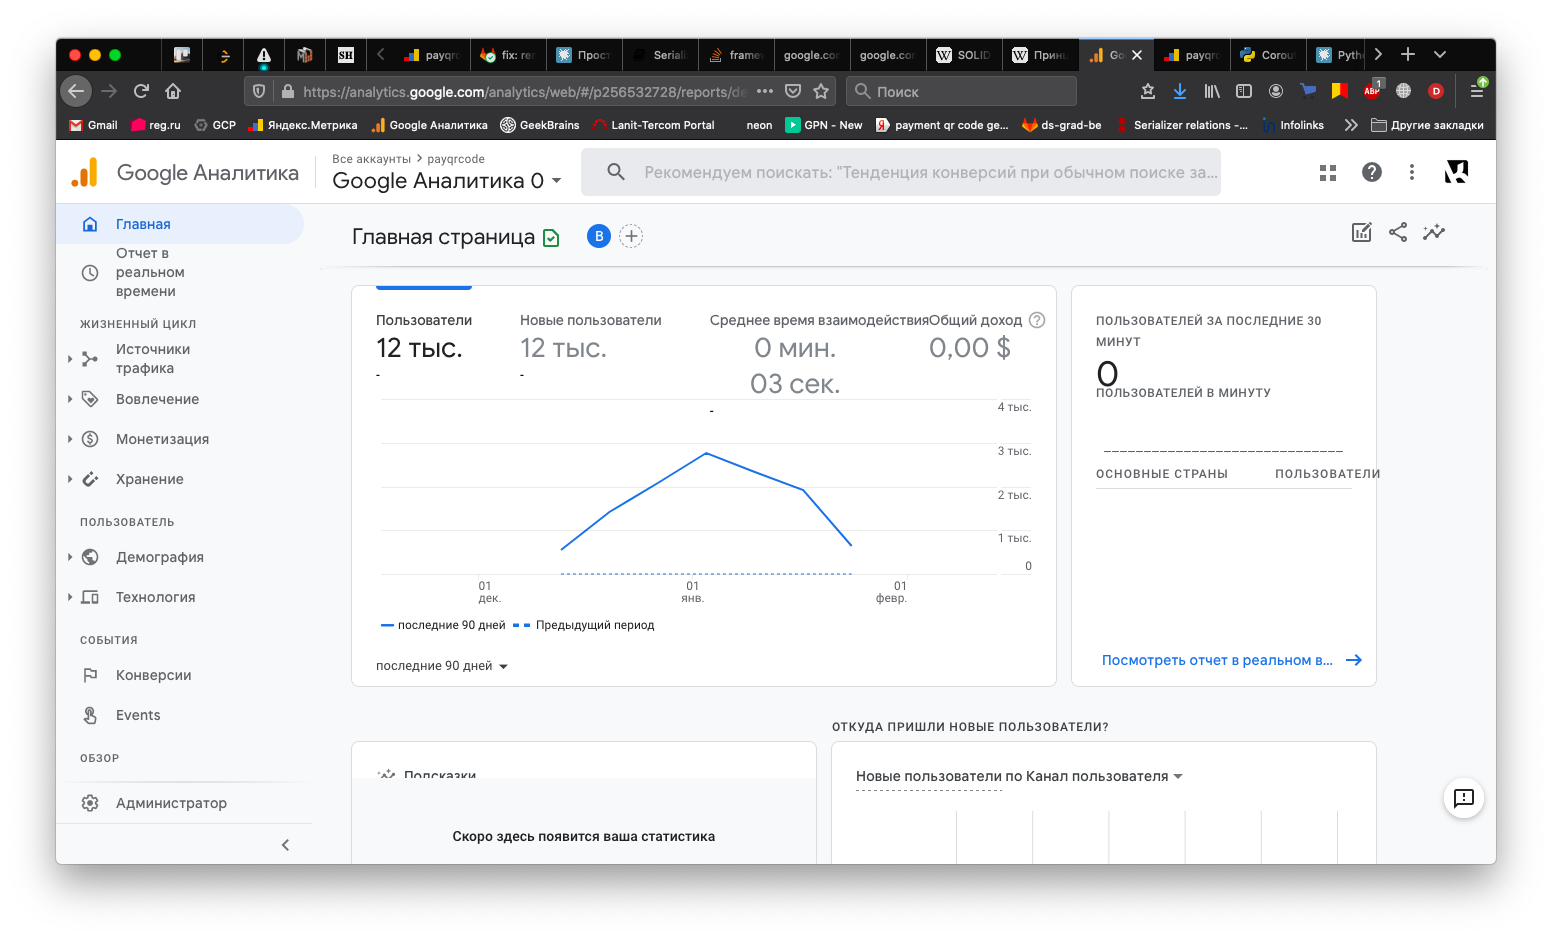 SH
payqr
fix: rem
Прост
Seriali
frame
google.co
google.co
SOLID
Принц
Go
payqr
Corou
Pyth
https://analytics.google.com/analytics/web/#/p256532728/reports/de
Поиск
ABP
1
D
Gmail
reg.ru
GCP
Яндекс.Метрика
Google Аналитика
GeekBrains
Lanit-Tercom Portal
neon
GPN - New
payment qr code ge...
ds-grad-be
Serializer relations -...
Infolinks
Другие закладки
Google Аналитика
Все аккаунты > payqrcode
Google Аналитика 0
Рекомендуем поискать: "Тенденция конверсий при обычном поиске за...
Главная
Отчет в
реальном
времени
ЖИЗНЕННЫЙ ЦИКЛ
Источники
трафика
Вовлечение
Монетизация
Хранение
ПОЛЬЗОВАТЕЛЬ
Демография
Технология
СОБЫТИЯ
Конверсии
Events
ОБЗОР
Администратор
Главная страница
B
Пользователи
12 тыс.
-
Новые пользователи
12 тыс.
-
Среднее время взаимодействия
0 мин.
03 сек.
-
Общий доход
0,00 $
4 тыс.
3 тыс.
2 тыс.
1 тыс.
0
01
дек.
01
янв.
01
февр.
последние 90 дней
Предыдущий период
последние 90 дней
ПОЛЬЗОВАТЕЛЕЙ ЗА ПОСЛЕДНИЕ 30
МИНУТ
0
ПОЛЬЗОВАТЕЛЕЙ В МИНУТУ
ОСНОВНЫЕ СТРАНЫ
ПОЛЬЗОВАТЕЛИ
Посмотреть отчет в реальном в...
Подсказки
Скоро здесь появится ваша статистика
ОТКУДА ПРИШЛИ НОВЫЕ ПОЛЬЗОВАТЕЛИ?
Новые пользователи по Канал пользователя